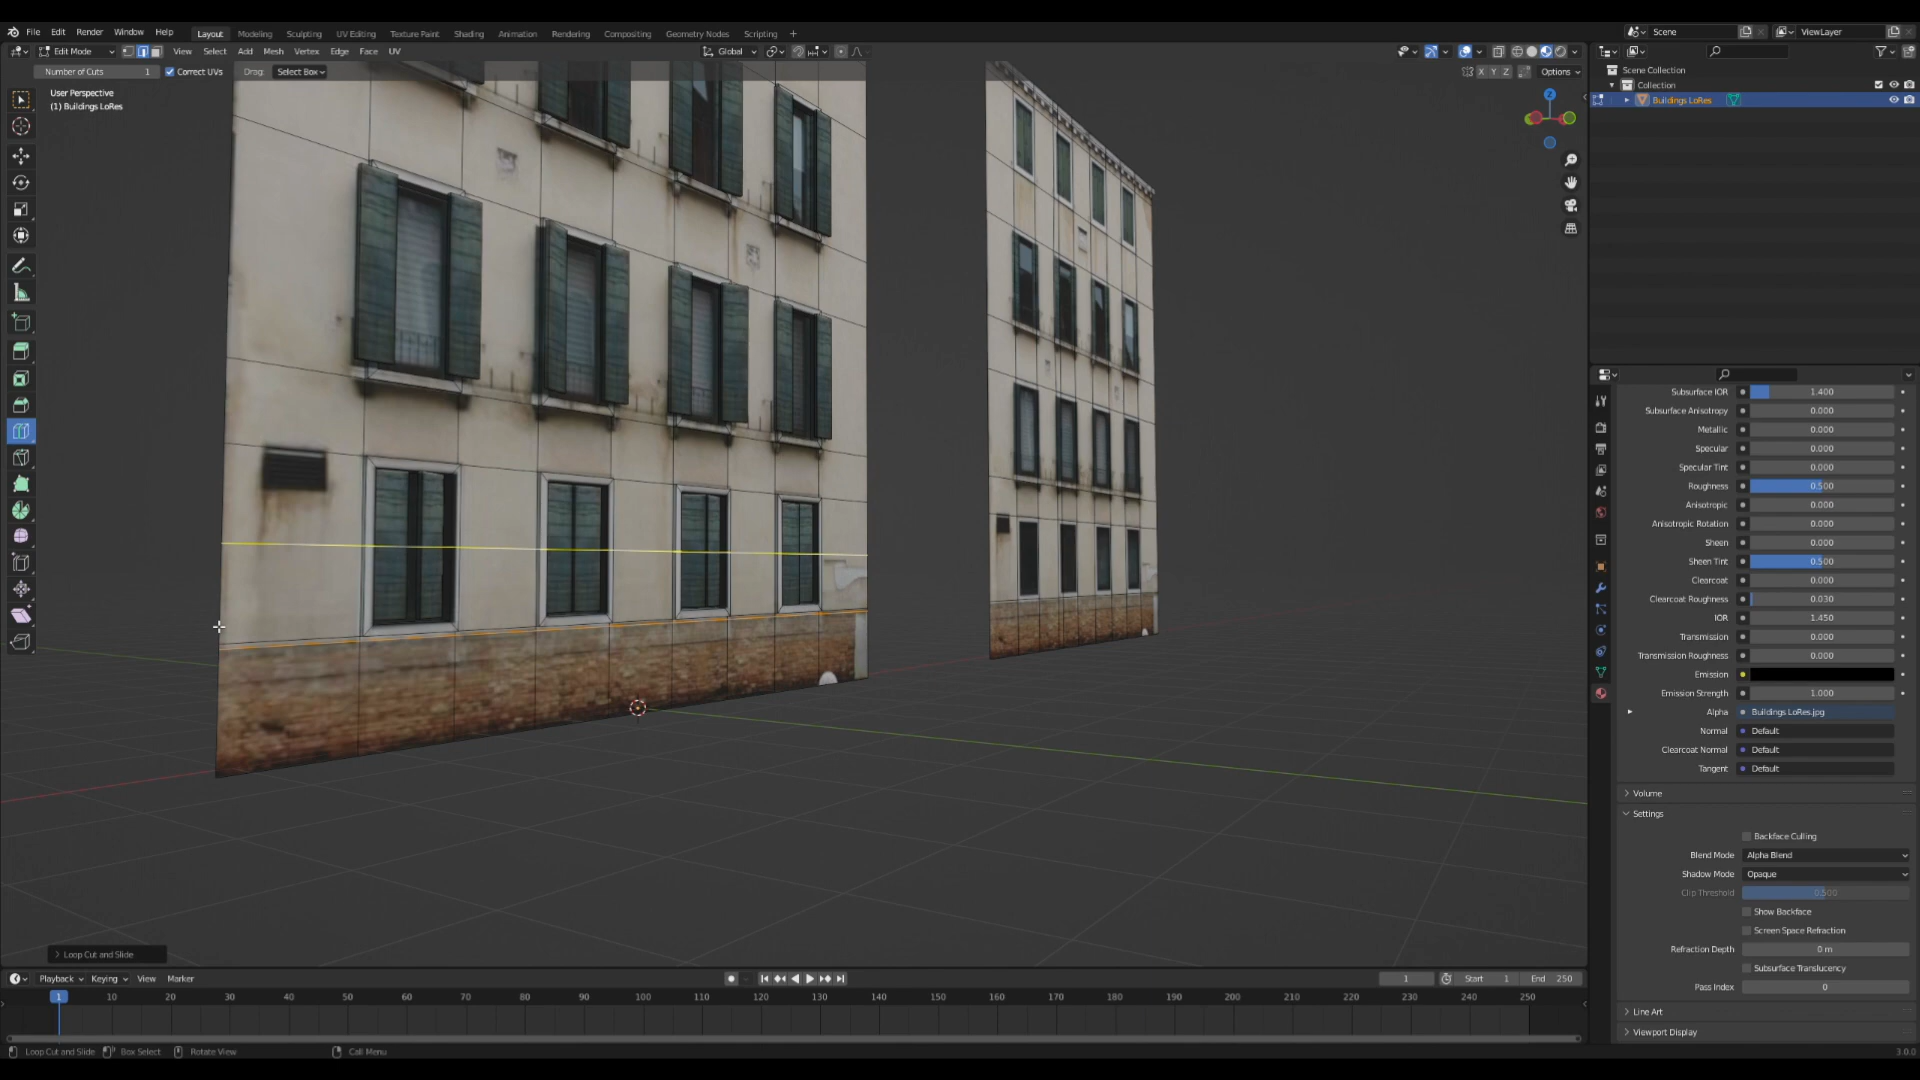 File Edit Render Window Help Layout Modeling Sculpting UV Editing Texture Paint Shading Animation Rendering Compositing Geometry Nodes Scripting + Scene ViewLayer
Edit Mode View Select Add Mesh Vertex Edge Face UV Global
Number of Cuts 1 Correct UVs Drag: Select Box X Y Z Options
User Perspective
(1) Buildings LoRes
Z
Scene Collection
Collection
Buildings LoRes
Subsurface IOR 1.400
Subsurface Anisotropy 0.000
Metallic 0.000
Specular 0.000
Specular Tint 0.000
Roughness 0.500
Anisotropic 0.000
Anisotropic Rotation 0.000
Sheen 0.000
Sheen Tint 0.500
Clearcoat 0.000
Clearcoat Roughness 0.030
IOR 1.450
Transmission 0.000
Transmission Roughness 0.000
Emission
Emission Strength 1.000
Alpha Buildings LoRes.jpg
Normal Default
Clearcoat Normal Default
Tangent Default
Volume
Settings
Backface Culling
Blend Mode Alpha Blend
Shadow Mode Opaque
Clip Threshold 0.500
Show Backface
Screen Space Refraction
Refraction Depth 0 m
Subsurface Translucency
Pass Index 0
Line Art
Viewport Display
Loop Cut and Slide
Playback Keying View Marker 1 Start 1 End 250
1 10 20 30 40 50 60 70 80 90 100 110 120 130 140 150 160 170 180 190 200 210 220 230 240 250
Loop Cut and Slide Box Select Rotate View Call Menu 3.0.0